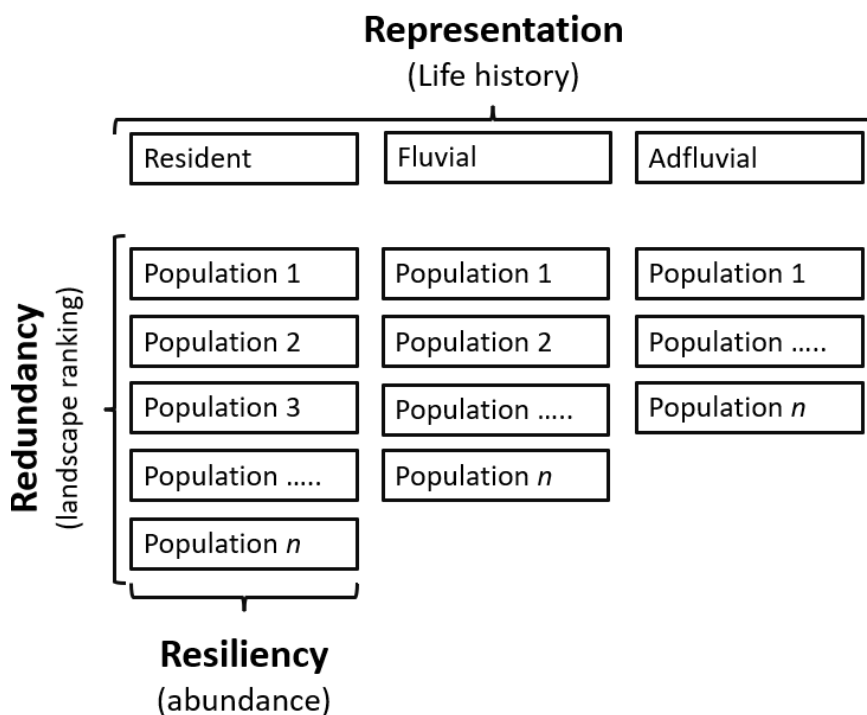 Representation
(Life history)
Resident
Fluvial
Adfluvial
Redundancy
(landscape ranking)
Population 1
Population 1
Population 1
Population 2
Population 2
Population …..
Population 3
Population …..
Population n
Population …..
Population n
Population n
Resiliency
(abundance)